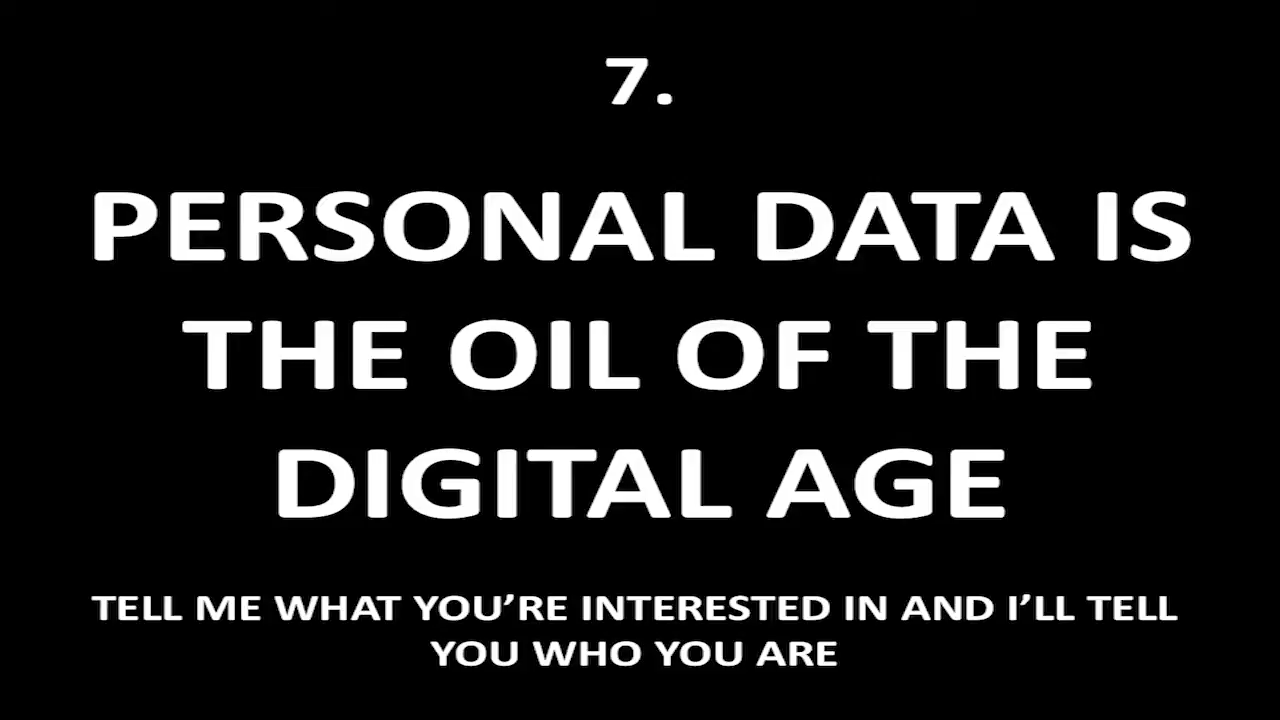 7.
PERSONAL DATA IS
THE OIL OF THE
DIGITAL AGE
TELL ME WHAT YOU’RE INTERESTED IN AND I’LL TELL
YOU WHO YOU ARE